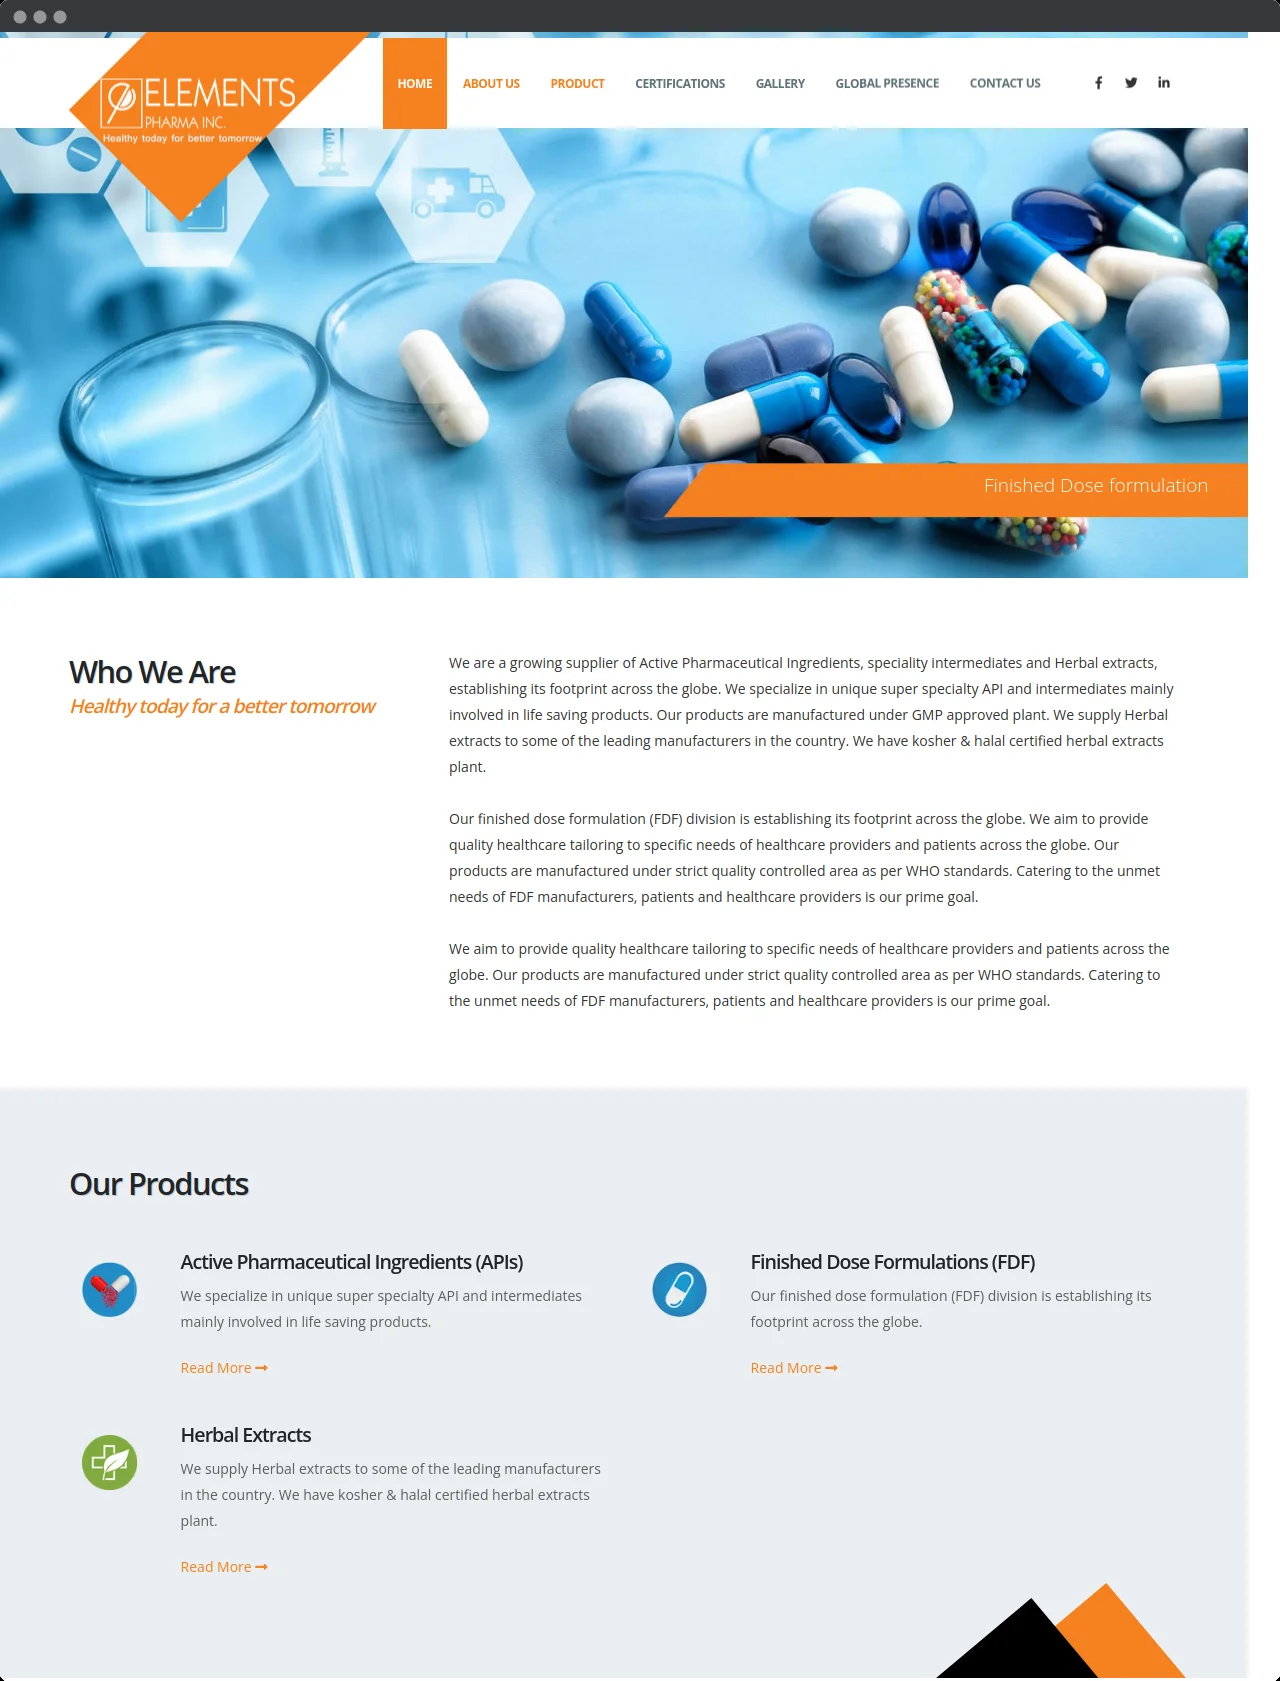 ELEMENTS
PHARMA INC.
Healthy today for better tomorrow
HOME
ABOUT US
PRODUCT
CERTIFICATIONS
GALLERY
GLOBAL PRESENCE
CONTACT US
Finished Dose formulation
Who We Are
Healthy today for a better tomorrow
We are a growing supplier of Active Pharmaceutical Ingredients, speciality intermediates and Herbal extracts,
establishing its footprint across the globe. We specialize in unique super specialty API and intermediates mainly
involved in life saving products. Our products are manufactured under GMP approved plant. We supply Herbal
extracts to some of the leading manufacturers in the country. We have kosher & halal certified herbal extracts
plant.
Our finished dose formulation (FDF) division is establishing its footprint across the globe. We aim to provide
quality healthcare tailoring to specific needs of healthcare providers and patients across the globe. Our
products are manufactured under strict quality controlled area as per WHO standards. Catering to the unmet
needs of FDF manufacturers, patients and healthcare providers is our prime goal.
We aim to provide quality healthcare tailoring to specific needs of healthcare providers and patients across the
globe. Our products are manufactured under strict quality controlled area as per WHO standards. Catering to
the unmet needs of FDF manufacturers, patients and healthcare providers is our prime goal.
Our Products
Active Pharmaceutical Ingredients (APIs)
We specialize in unique super specialty API and intermediates
mainly involved in life saving products.
Read More
Finished Dose Formulations (FDF)
Our finished dose formulation (FDF) division is establishing its
footprint across the globe.
Read More
Herbal Extracts
We supply Herbal extracts to some of the leading manufacturers
in the country. We have kosher & halal certified herbal extracts
plant.
Read More